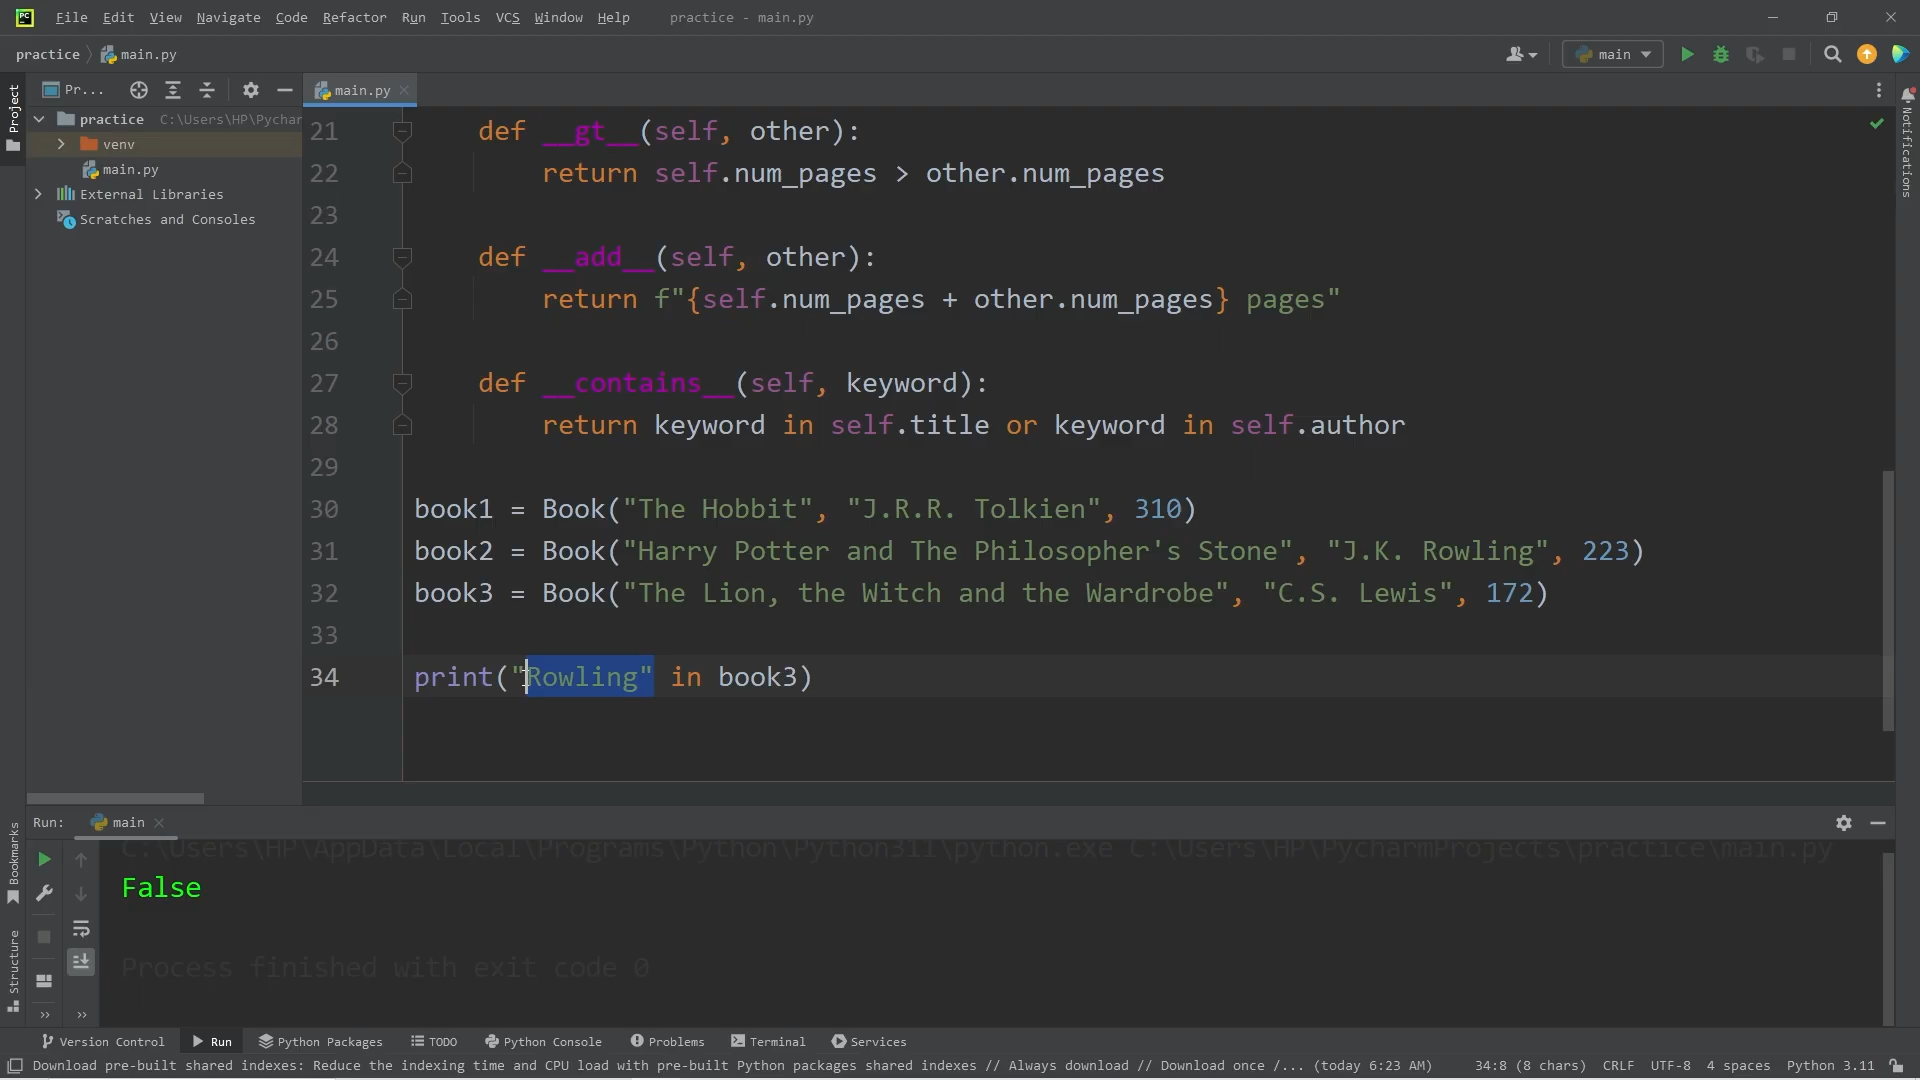 File Edit View Navigate Code Refactor Run Tools VCS Window Help practice - main.py
practice main.py main
Project
Pr... main.py
practice C:\Users\HP\Pychar
venv
main.py
External Libraries
Scratches and Consoles
Notifications
21 def __gt__(self, other):
22 return self.num_pages > other.num_pages
23
24 def __add__(self, other):
25 return f"{self.num_pages + other.num_pages} pages"
26
27 def __contains__(self, keyword):
28 return keyword in self.title or keyword in self.author
29
30 book1 = Book("The Hobbit", "J.R.R. Tolkien", 310)
31 book2 = Book("Harry Potter and The Philosopher's Stone", "J.K. Rowling", 223)
32 book3 = Book("The Lion, the Witch and the Wardrobe", "C.S. Lewis", 172)
33
34 print("Rowling" in book3)
Run: main
Bookmarks
Structure
C:\Users\HP\AppData\Local\Programs\Python\Python311\python.exe C:\Users\HP\PycharmProjects\practice\main.py
False
Process finished with exit code 0
Version Control Run Python Packages TODO Python Console Problems Terminal Services
Download pre-built shared indexes: Reduce the indexing time and CPU load with pre-built Python packages shared indexes // Always download // Download once /... (today 6:23 AM) 34:8 (8 chars) CRLF UTF-8 4 spaces Python 3.11